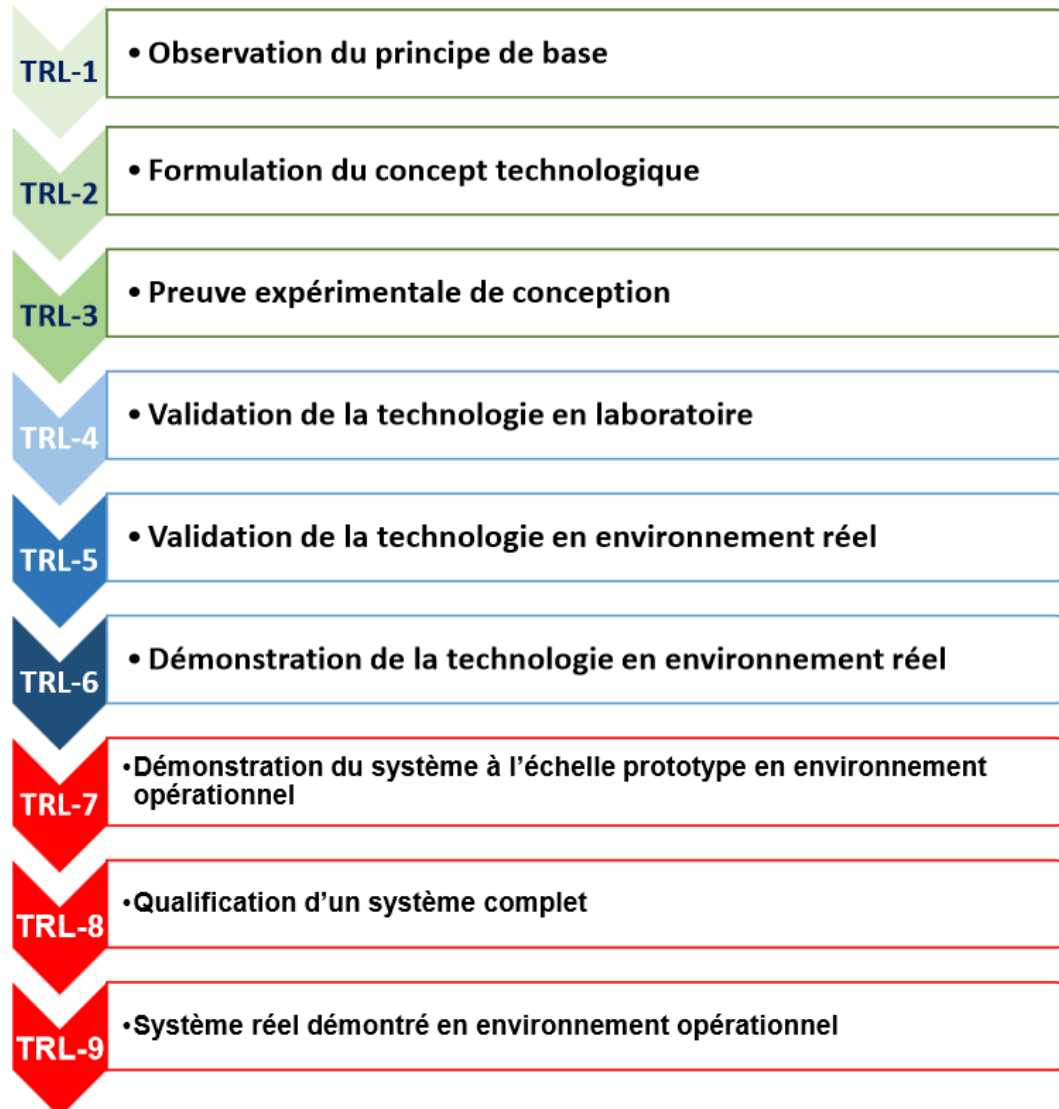 TRL-1
• Observation du principe de base
TRL-2
• Formulation du concept technologique
TRL-3
• Preuve expérimentale de conception
TRL-4
• Validation de la technologie en laboratoire
TRL-5
• Validation de la technologie en environnement réel
TRL-6
• Démonstration de la technologie en environnement réel
TRL-7
•Démonstration du système à l’échelle prototype en environnement
opérationnel
TRL-8
•Qualification d’un système complet
TRL-9
•Système réel démontré en environnement opérationnel